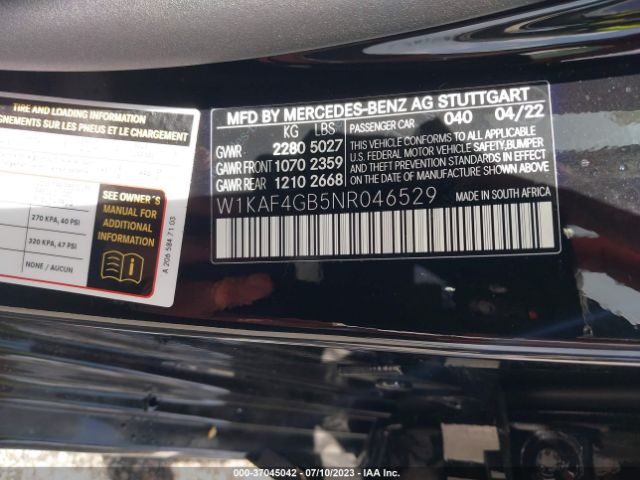 TIRE AND LOADING INFORMATION
RENSEIGNEMENTS SUR LES PNEUS ET LE CHARGEMENT
SEE OWNER´S
MANUAL FOR
ADDITIONAL
INFORMATION
270 KPA, 40 PSI
320 KPA, 47 PSI
NONE / AUCUN
A 206 584 71 03
MFD BY MERCEDES-BENZ AG STUTTGART
KG LBS
GVWR 2280 5027
GAWR FRONT 1070 2359
GAWR REAR 1210 2668
PASSENGER CAR 040 04/22
THIS VEHICLE CONFORMS TO ALL APPLICABLE
U.S. FEDERAL MOTOR VEHICLE SAFETY, BUMPER
AND THEFT PREVENTION STANDARDS IN EFFECT
ON THE DATE OF MANUFACTURE SHOWN ABOVE.
W1KAF4GB5NR046529
MADE IN SOUTH AFRICA
000-37045042 / 07/10/2023 / IAA Inc.